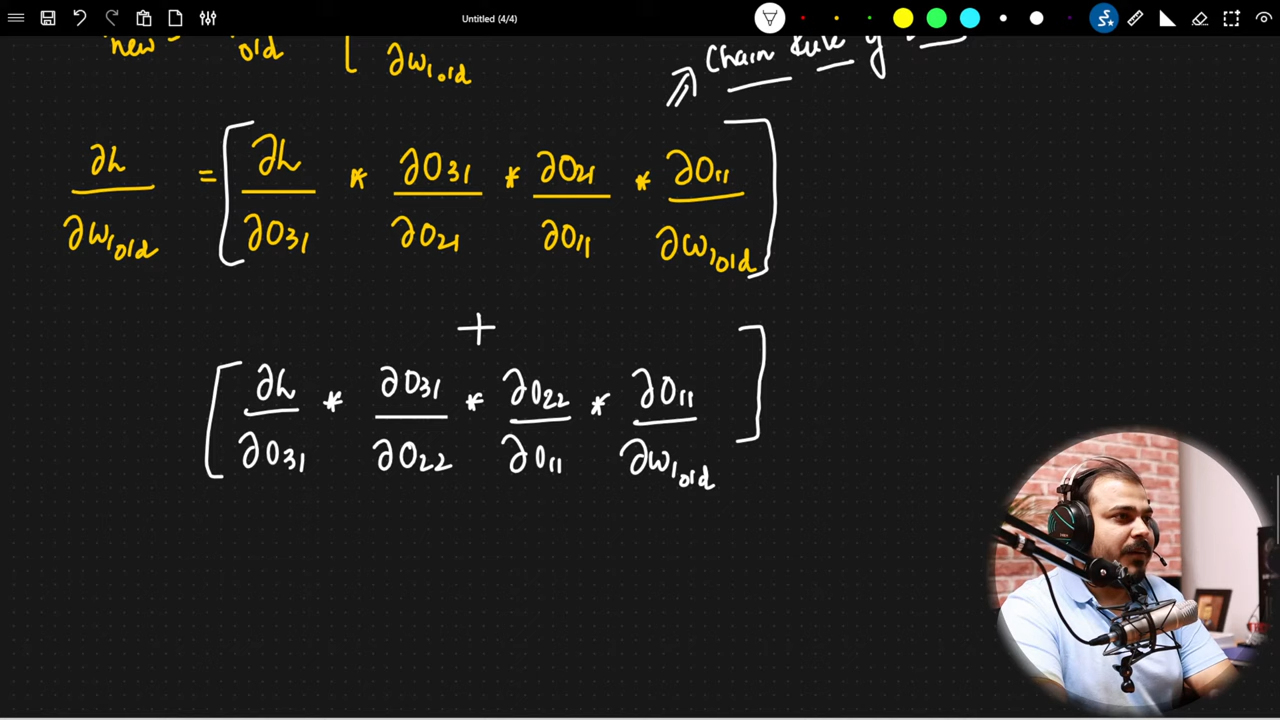 Untitled (4/4)
new = old [ ∂w₁old
Chain Rule of
∂L/∂w₁old = [ ∂L/∂O31 * ∂O31/∂O21 * ∂O21/∂O11 * ∂O11/∂w₁old ]
+
[ ∂L/∂O31 * ∂O31/∂O22 * ∂O22/∂O11 * ∂O11/∂w₁old ]